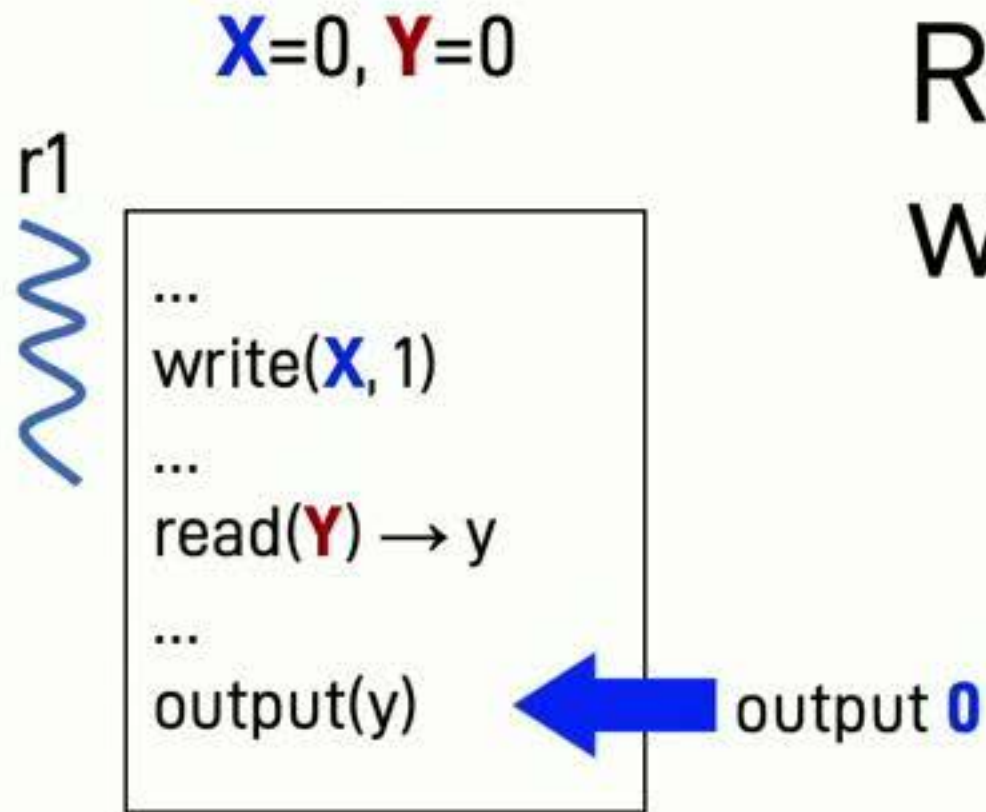 X=0, Y=0
R
W
r1
...
write(X, 1)
...
read(Y) → y
...
output(y)
output 0